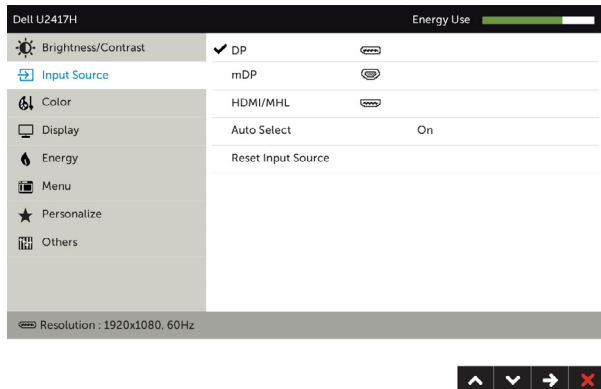 Dell U2417H Energy Use
Brightness/Contrast
Input Source
Color
Display
Energy
Menu
Personalize
Others
DP
mDP
HDMI/MHL
Auto Select On
Reset Input Source
Resolution : 1920x1080, 60Hz